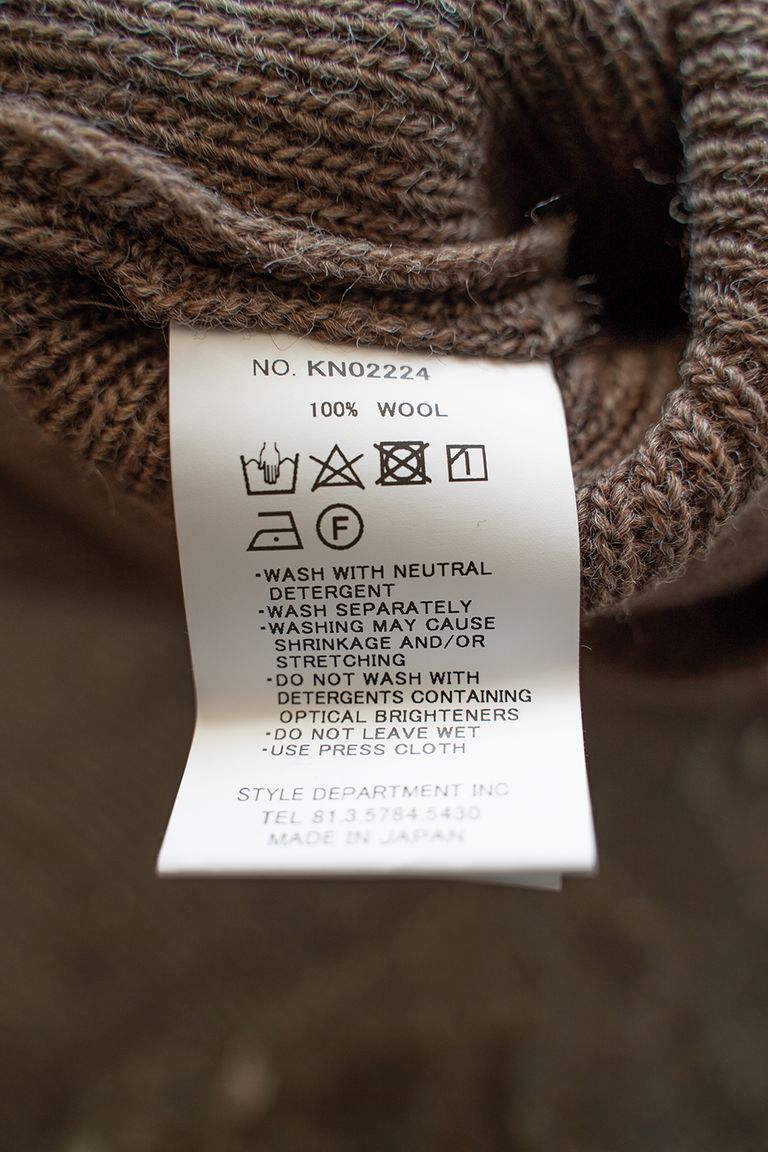 NO. KN02224
100% WOOL
F
-WASH WITH NEUTRAL
DETERGENT
-WASH SEPARATELY
-WASHING MAY CAUSE
SHRINKAGE AND/OR
STRETCHING
-DO NOT WASH WITH
DETERGENTS CONTAINING
OPTICAL BRIGHTENERS
-DO NOT LEAVE WET
-USE PRESS CLOTH
STYLE DEPARTMENT INC
TEL 81.3.5784.5430
MADE IN JAPAN